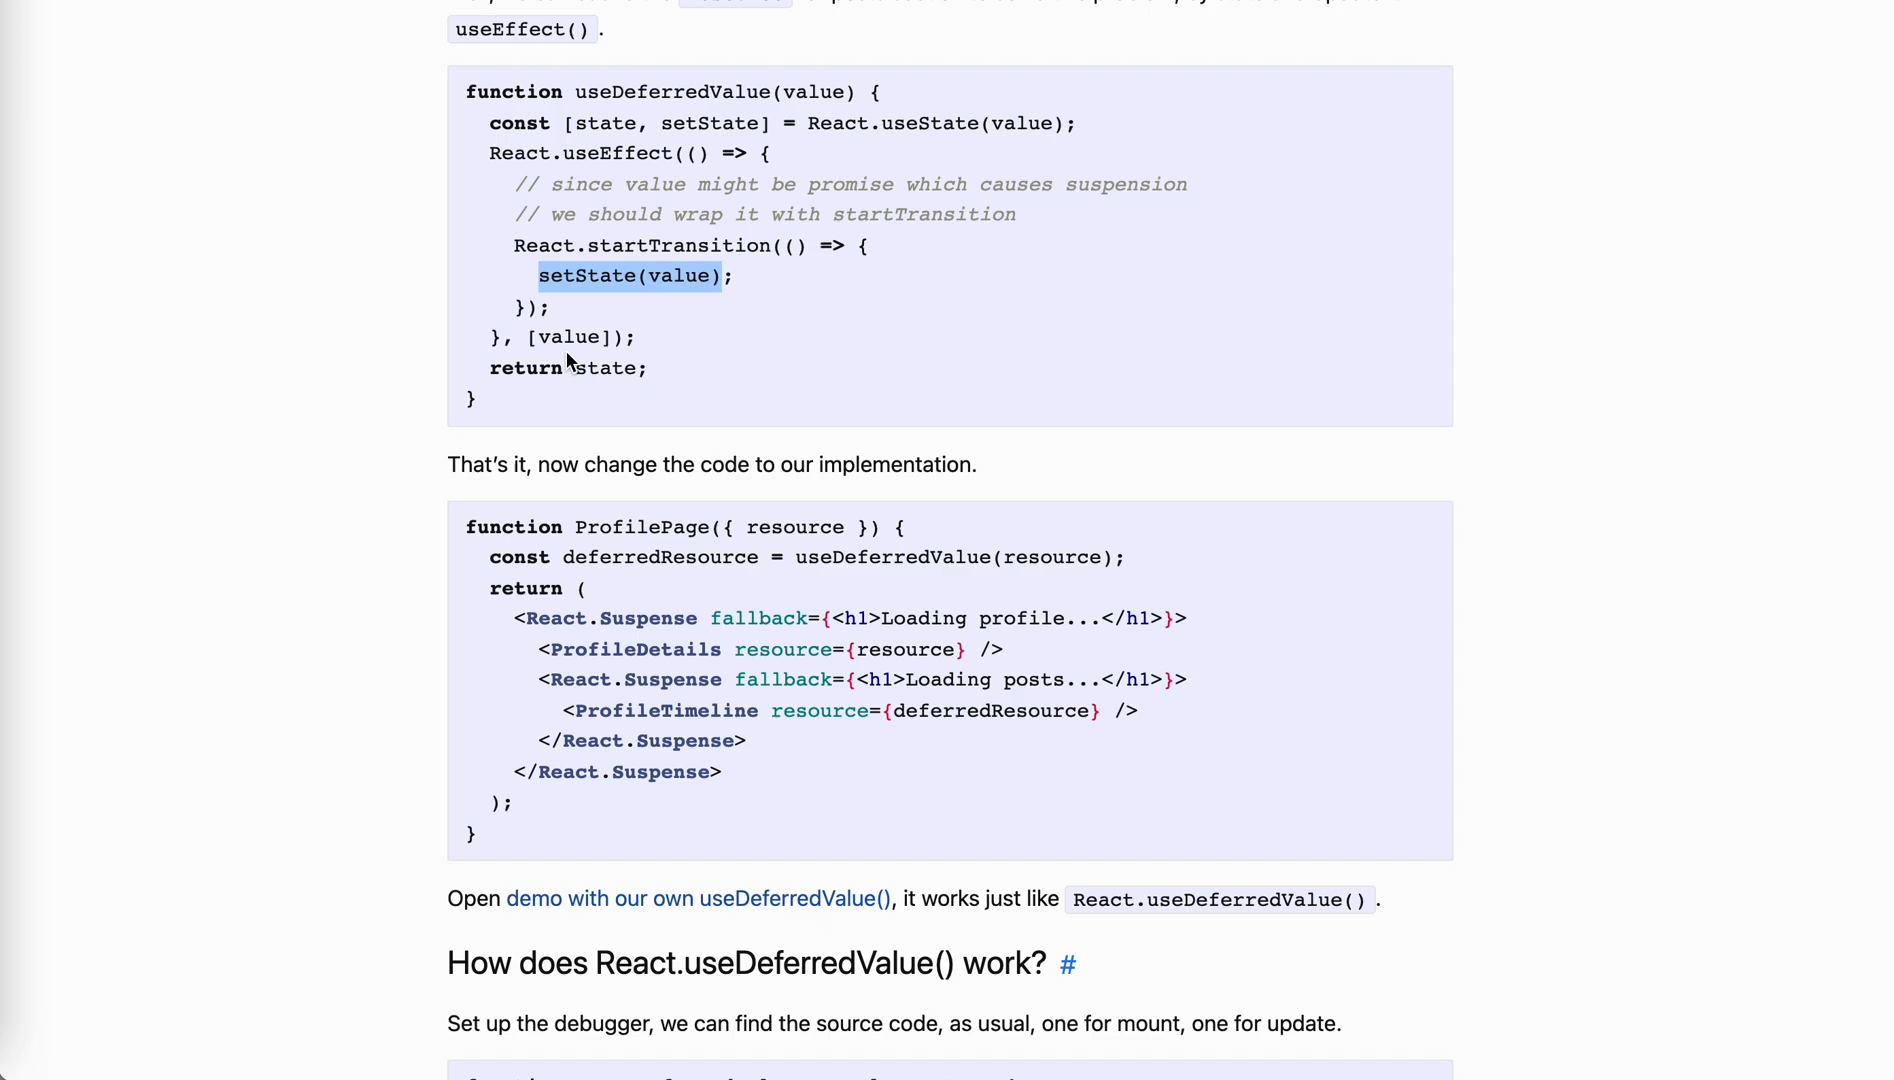 useEffect().
function useDeferredValue(value) {
const [state, setState] = React.useState(value);
React.useEffect(() => {
// since value might be promise which causes suspension
// we should wrap it with startTransition
React.startTransition(() => {
setState(value);
});
}, [value]);
return state;
}
That’s it, now change the code to our implementation.
function ProfilePage({ resource }) {
const deferredResource = useDeferredValue(resource);
return (
<React.Suspense fallback={<h1>Loading profile...</h1>}>
<ProfileDetails resource={resource} />
<React.Suspense fallback={<h1>Loading posts...</h1>}>
<ProfileTimeline resource={deferredResource} />
</React.Suspense>
</React.Suspense>
);
}
Open demo with our own useDeferredValue(), it works just like React.useDeferredValue().
How does React.useDeferredValue() work? #
Set up the debugger, we can find the source code, as usual, one for mount, one for update.